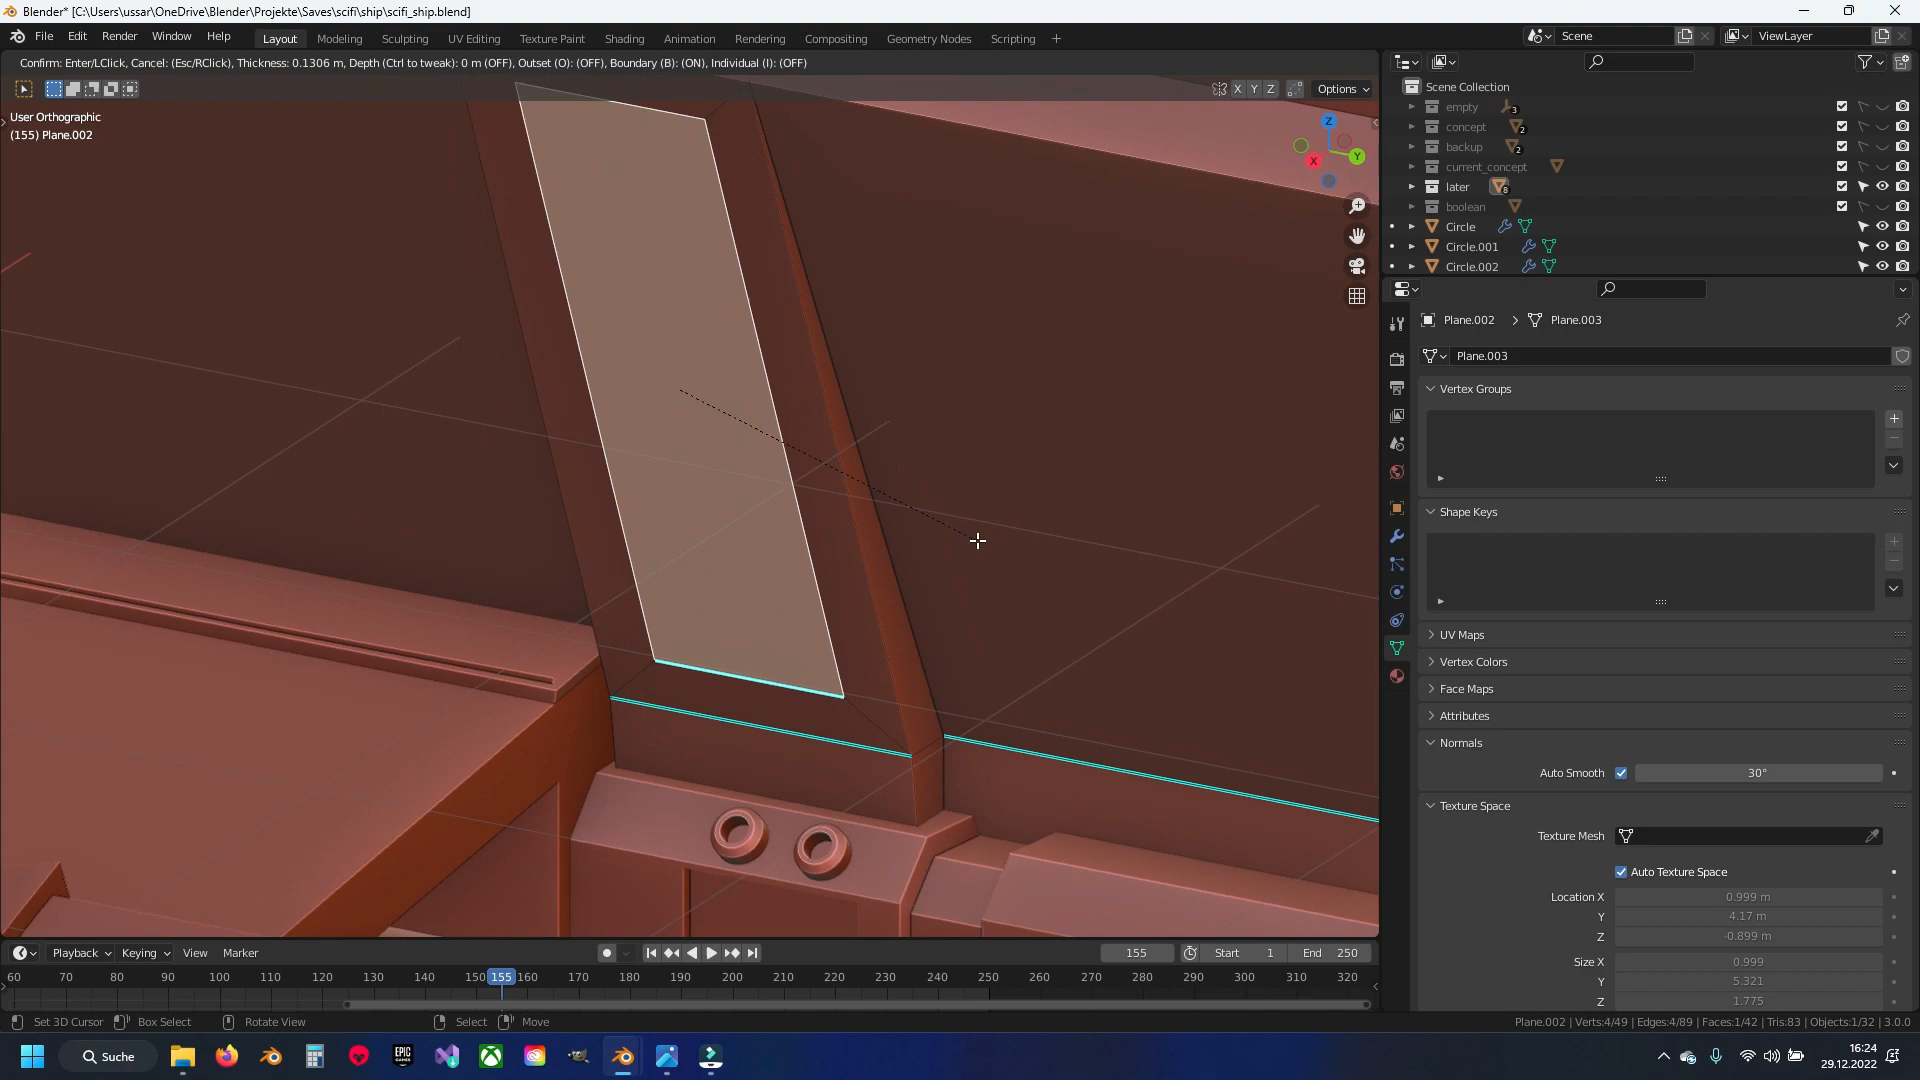 Blender* [C:\Users\ussar\OneDrive\Blender\Projekte\Saves\scifi\ship\scifi_ship.blend]
File Edit Render Window Help Layout Modeling Sculpting UV Editing Texture Paint Shading Animation Rendering Compositing Geometry Nodes Scripting + Scene ViewLayer
Confirm: Enter/LClick, Cancel: (Esc/RClick), Thickness: 0.1306 m, Depth (Ctrl to tweak): 0 m (OFF), Outset (O): (OFF), Boundary (B): (ON), Individual (I): (OFF)
X Y Z Options
User Orthographic
(155) Plane.002
Z
Y
X
Scene Collection
empty 3
concept 2
backup 2
current_concept
later 8
boolean
Circle
Circle.001
Circle.002
Plane.002 > Plane.003
Plane.003
Vertex Groups
Shape Keys
UV Maps
Vertex Colors
Face Maps
Attributes
Normals
Auto Smooth 30°
Texture Space
Texture Mesh
Auto Texture Space
Location X 0.999 m
Y 4.17 m
Z -0.899 m
Size X 0.999
Y 5.321
Z 1.775
Playback Keying View Marker 155 Start 1 End 250
60 70 80 90 100 110 120 130 140 150 155 160 170 180 190 200 210 220 230 240 250 260 270 280 290 300 310 320
Set 3D Cursor Box Select Rotate View Select Move Plane.002 | Verts:4/49 | Edges:4/89 | Faces:1/42 | Tris:83 | Objects:1/32 | 3.0.0
Suche EPIC GAMES 16:24
29.12.2022